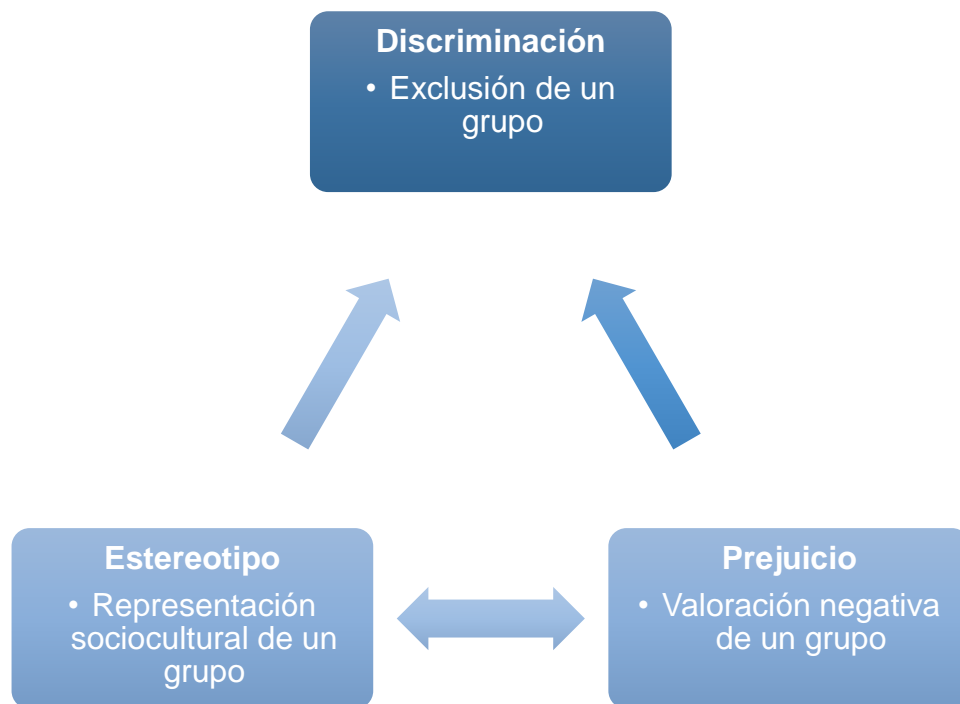 Discriminación
• Exclusión de un
grupo
Estereotipo
• Representación
sociocultural de un
grupo
Prejuicio
• Valoración negativa
de un grupo